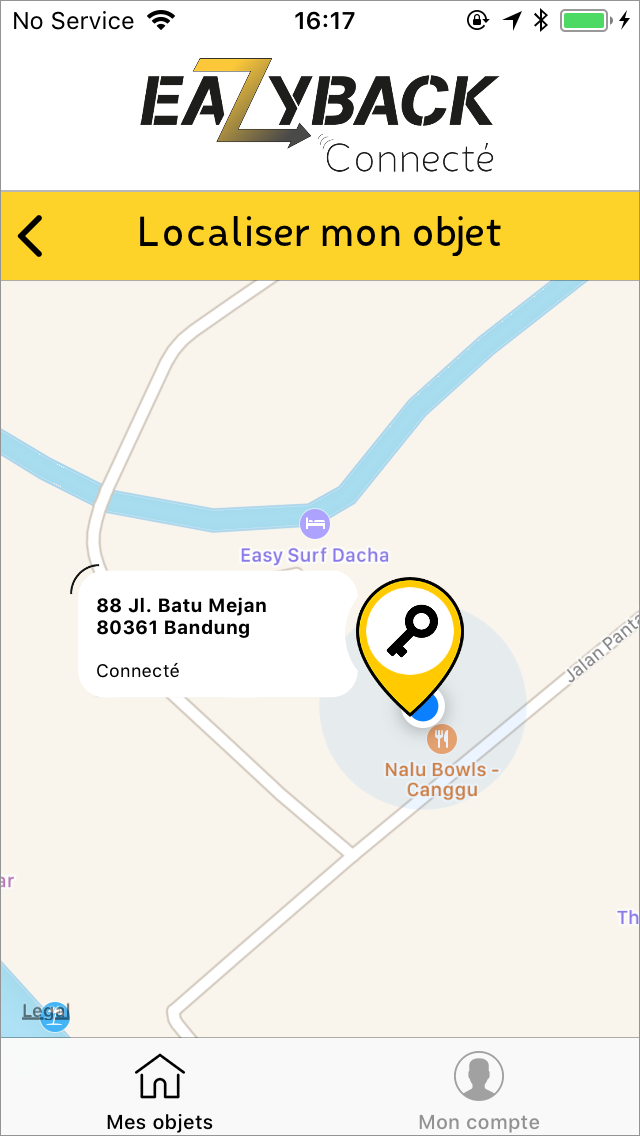 No Service 16:17
EAZYBACK
Connecté
Localiser mon objet
Easy Surf Dacha
88 Jl. Batu Mejan
80361 Bandung
Connecté
Jalan Panta
Nalu Bowls -
Canggu
ar
Th
Legal
Mes objets Mon compte